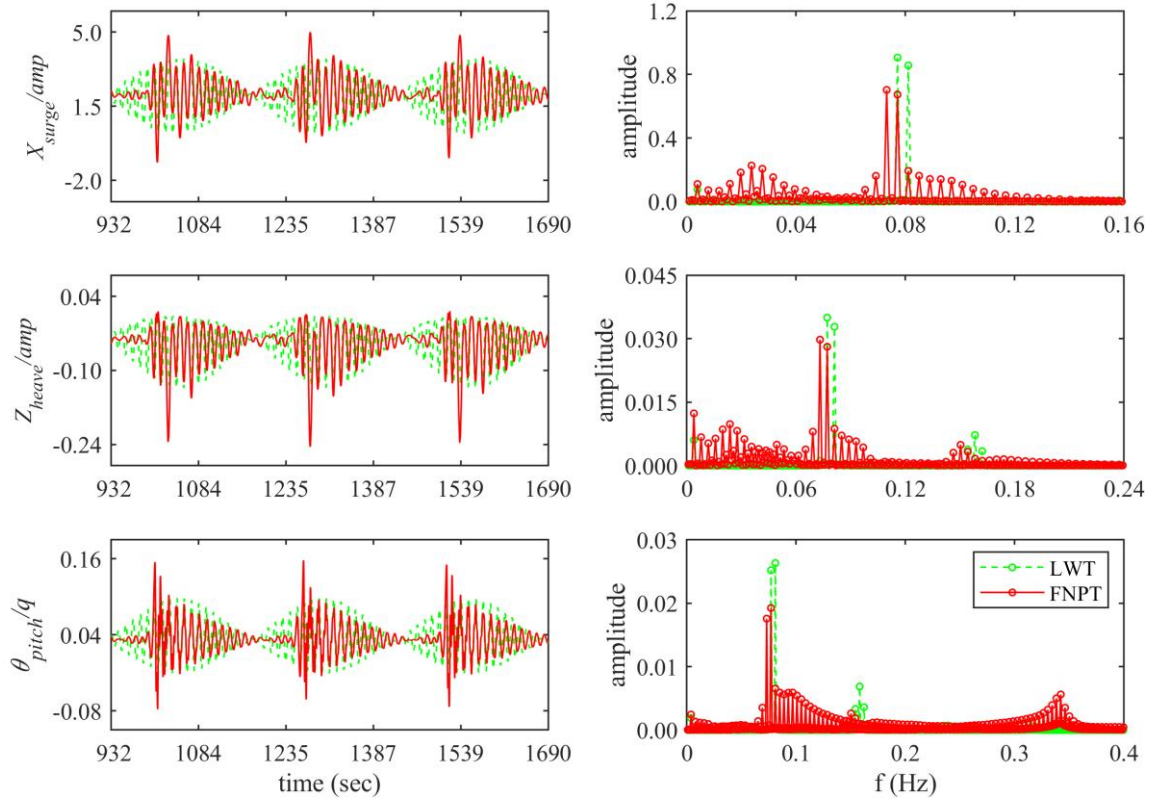 X_surge/amp
5.0
1.5
-2.0
932 1084 1235 1387 1539 1690
amplitude
1.2
0.9
0.6
0.3
0.0
0 0.04 0.08 0.12 0.16
Z_heave/amp
0.04
-0.10
-0.24
932 1084 1235 1387 1539 1690
amplitude
0.045
0.030
0.015
0.000
0 0.06 0.12 0.18 0.24
θ_pitch/q
0.16
0.04
-0.08
932 1084 1235 1387 1539 1690
time (sec)
amplitude
0.03
0.02
0.01
0.00
0 0.1 0.2 0.3 0.4
f (Hz)
LWT
FNPT